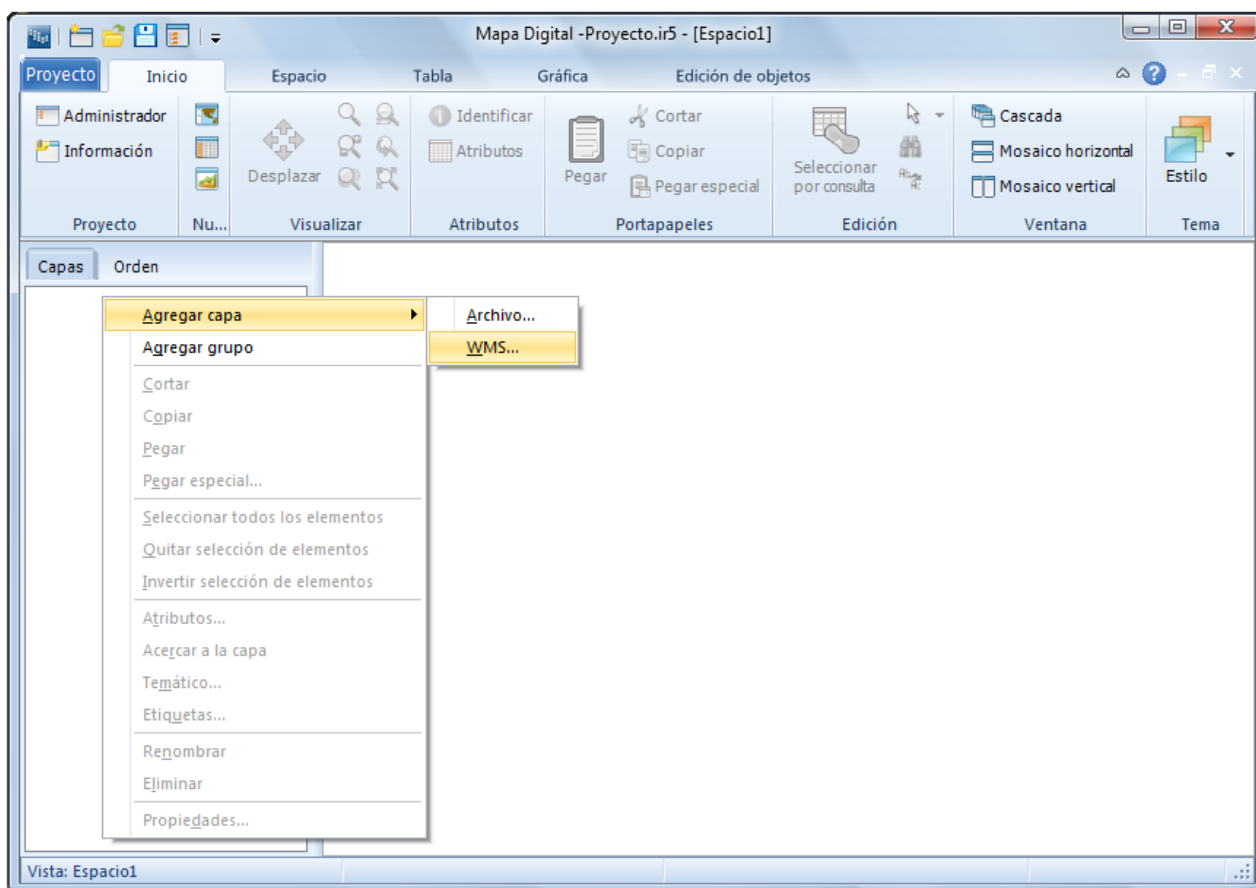 Mapa Digital -Proyecto.ir5 - [Espacio1]
Proyecto Inicio Espacio Tabla Gráfica Edición de objetos
Administrador
Información
Proyecto
Nu...
Desplazar
Visualizar
Identificar
Atributos
Atributos
Pegar
Cortar
Copiar
Pegar especial
Portapapeles
Seleccionar
por consulta
Edición
Cascada
Mosaico horizontal
Mosaico vertical
Ventana
Estilo
Tema
Capas Orden
Agregar capa
Agregar grupo
Cortar
Copiar
Pegar
Pegar especial...
Seleccionar todos los elementos
Quitar selección de elementos
Invertir selección de elementos
Atributos...
Acercar a la capa
Temático...
Etiquetas...
Renombrar
Eliminar
Propiedades...
Archivo...
WMS...
Vista: Espacio1